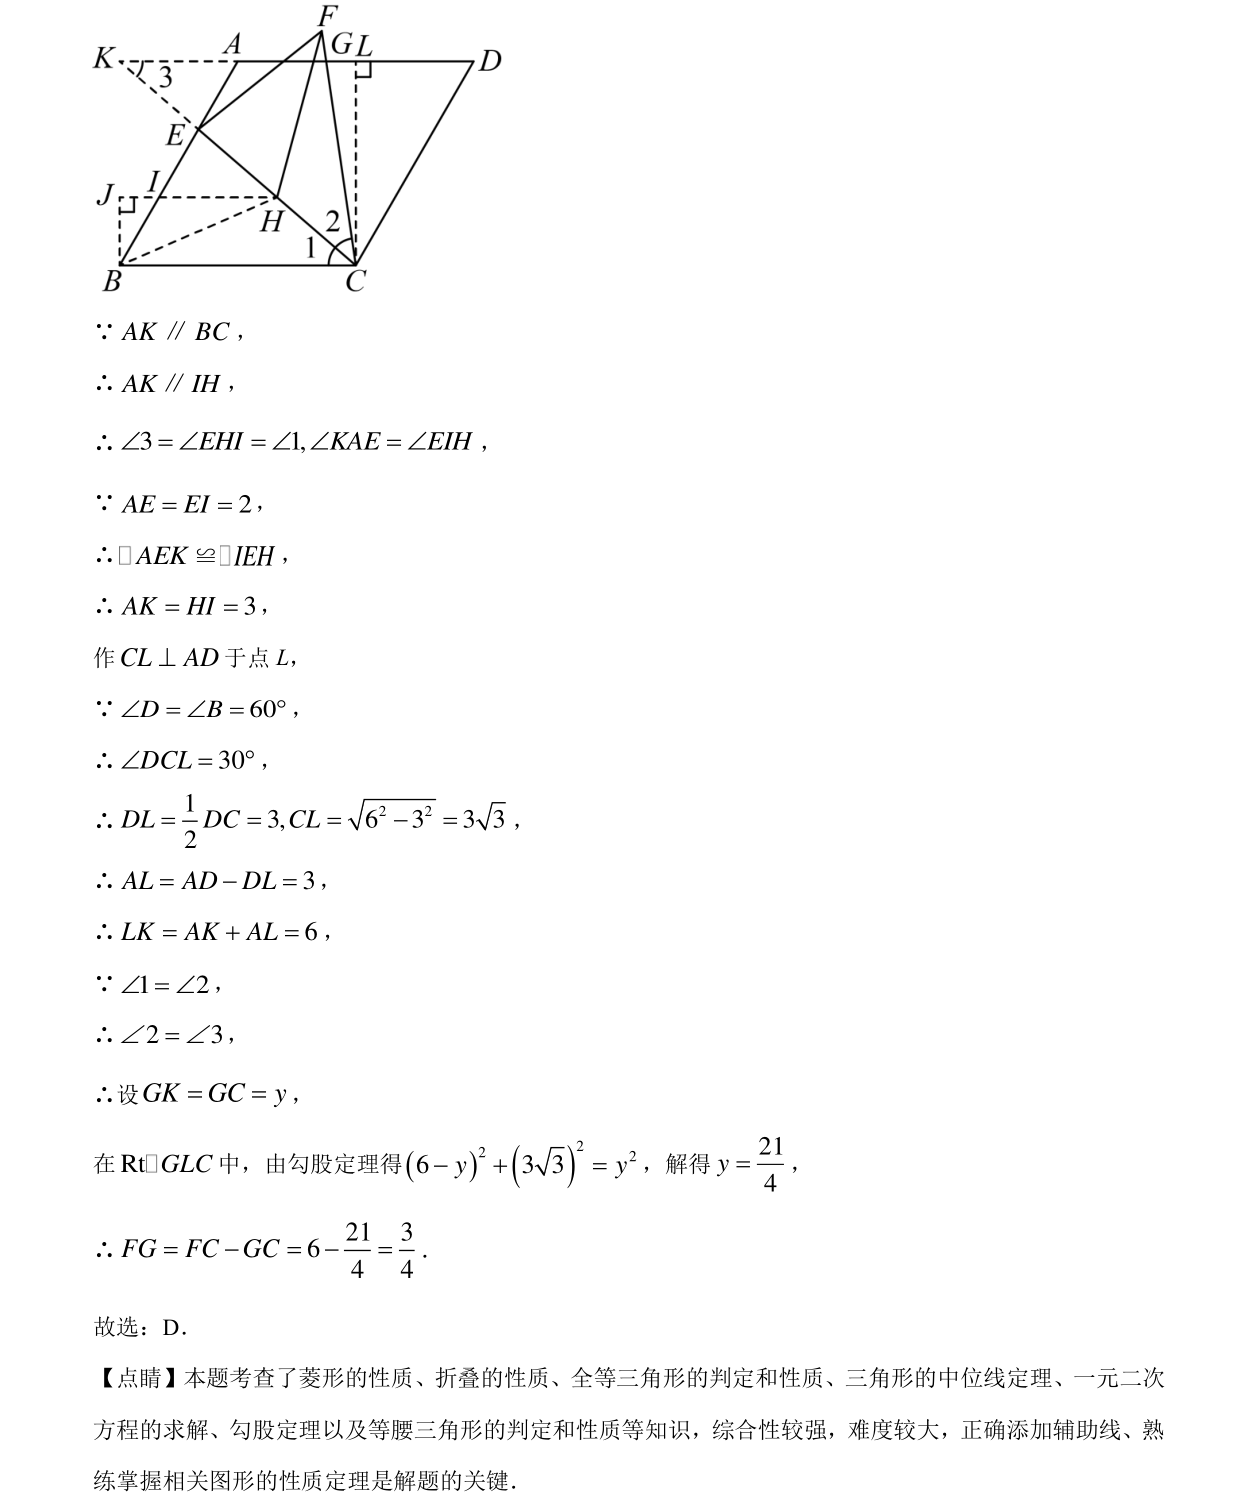 F
K A G L D
3
E
J I
H 2
1
B C
∵ AK // BC，
∴ AK // IH，
∴ ∠3 = ∠EHI = ∠1, ∠KAE = ∠EIH，
∵ AE = EI = 2，
∴ □AEK ≌ □IEH，
∴ AK = HI = 3，
作 CL ⊥ AD 于点 L，
∵ ∠D = ∠B = 60°，
∴ ∠DCL = 30°，
∴ DL = 1/2 DC = 3, CL = √(6² − 3²) = 3√3，
∴ AL = AD − DL = 3，
∴ LK = AK + AL = 6，
∵ ∠1 = ∠2，
∴ ∠2 = ∠3，
∴设 GK = GC = y，
在 Rt□GLC 中，由勾股定理得 (6 − y)² + (3√3)² = y²，解得 y = 21/4，
∴ FG = FC − GC = 6 − 21/4 = 3/4．
故选：D．
【点睛】本题考查了菱形的性质、折叠的性质、全等三角形的判定和性质、三角形的中位线定理、一元二次
方程的求解、勾股定理以及等腰三角形的判定和性质等知识，综合性较强，难度较大，正确添加辅助线、熟
练掌握相关图形的性质定理是解题的关键．